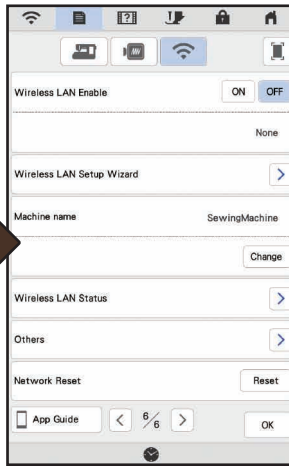 Wireless LAN Enable ON OFF
None
Wireless LAN Setup Wizard
Machine name SewingMachine
Change
Wireless LAN Status
Others
Network Reset Reset
App Guide 6/6 OK